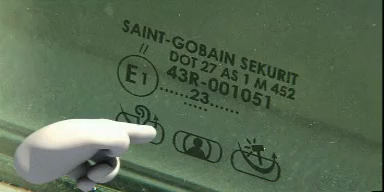 SAINT-GOBAIN SEKURIT
//
DOT 27 AS 1 M 452
E1 43R-001051
......23......